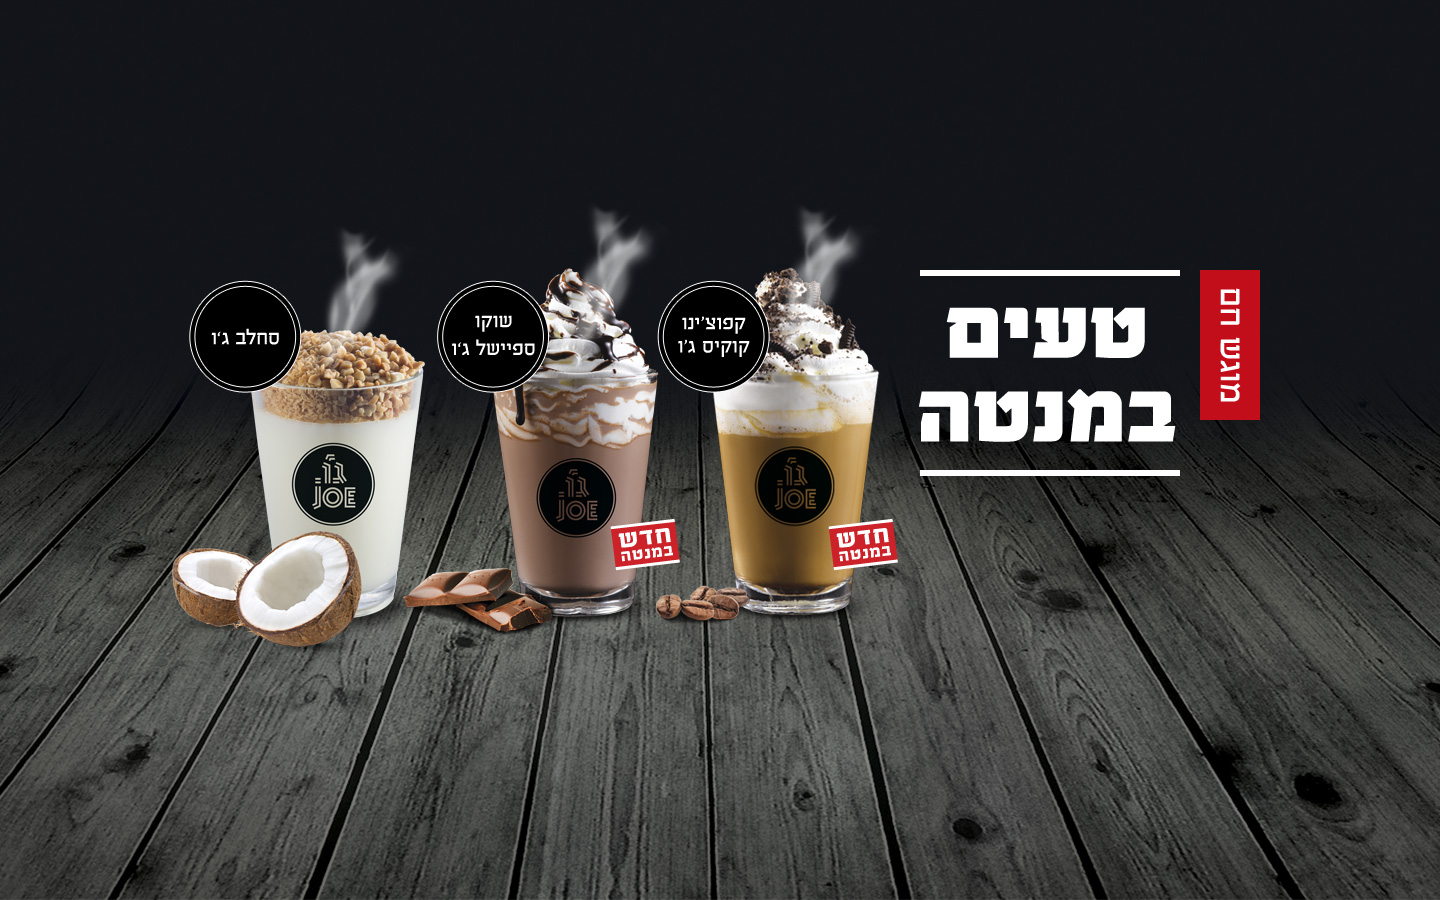 מוגש חם
טעים
במנטה
קפוצ'ינו
קוקיס ג'ו
שוקו
ספיישל ג'ו
סחלב ג'ו
ג'ו
JOE
חדש
במנטה
ג'ו
JOE
חדש
במנטה
ג'ו
JOE